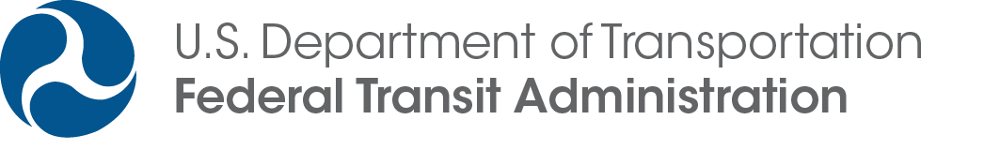 U.S. Department of Transportation
Federal Transit Administration